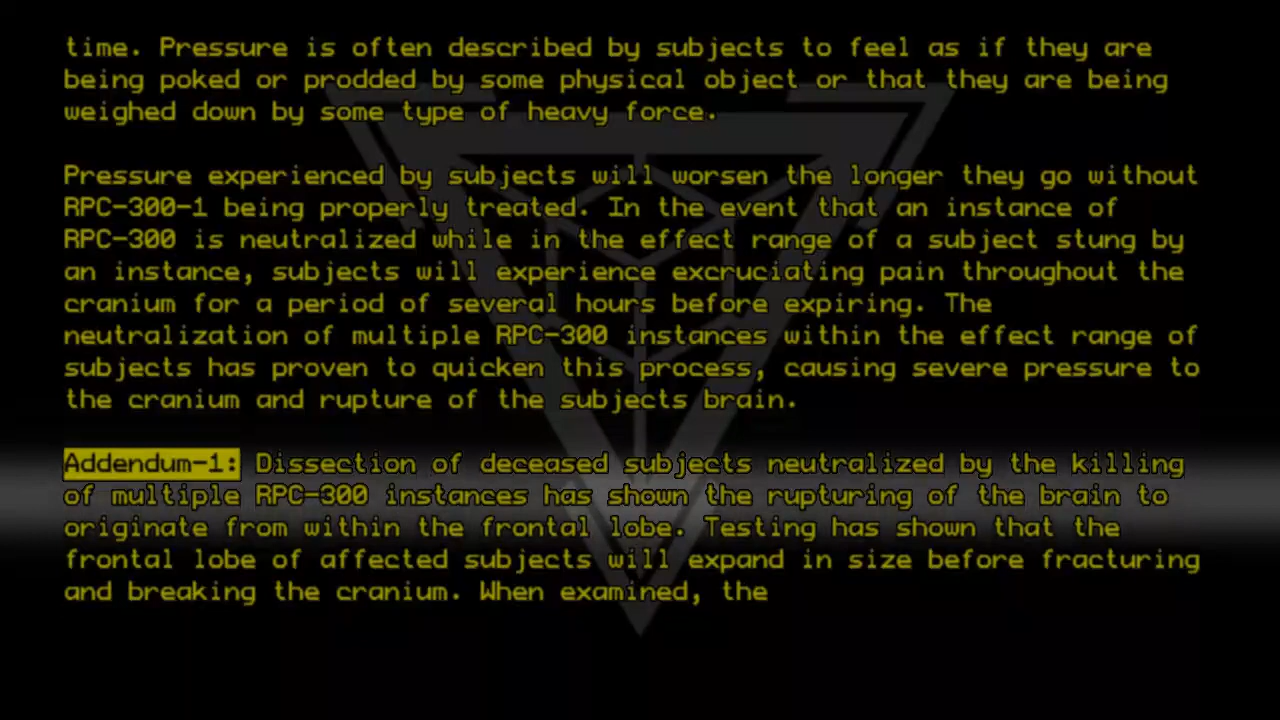 time. Pressure is often described by subjects to feel as if they are
being poked or prodded by some physical object or that they are being
weighed down by some type of heavy force.
Pressure experienced by subjects will worsen the longer they go without
RPC-300-1 being properly treated. In the event that an instance of
RPC-300 is neutralized while in the effect range of a subject stung by
an instance, subjects will experience excruciating pain throughout the
cranium for a period of several hours before expiring. The
neutralization of multiple RPC-300 instances within the effect range of
subjects has proven to quicken this process, causing severe pressure to
the cranium and rupture of the subjects brain.
Addendum-1: Dissection of deceased subjects neutralized by the killing
of multiple RPC-300 instances has shown the rupturing of the brain to
originate from within the frontal lobe. Testing has shown that the
frontal lobe of affected subjects will expand in size before fracturing
and breaking the cranium. When examined, the